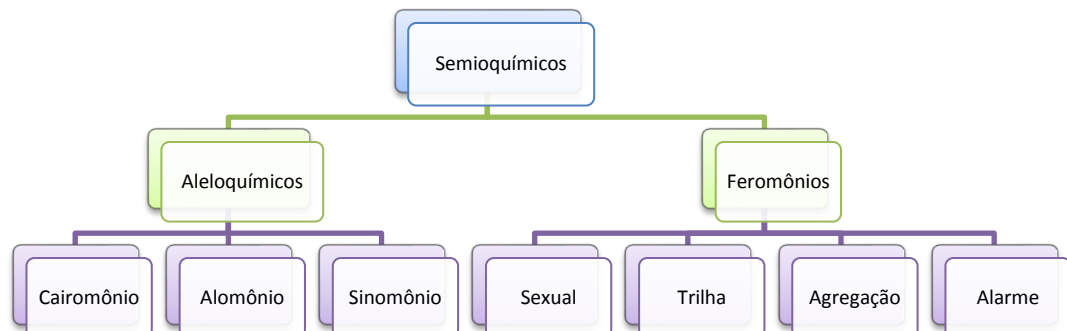 Semioquímicos
Aleloquímicos
Feromônios
Cairomônio
Alomônio
Sinomônio
Sexual
Trilha
Agregação
Alarme